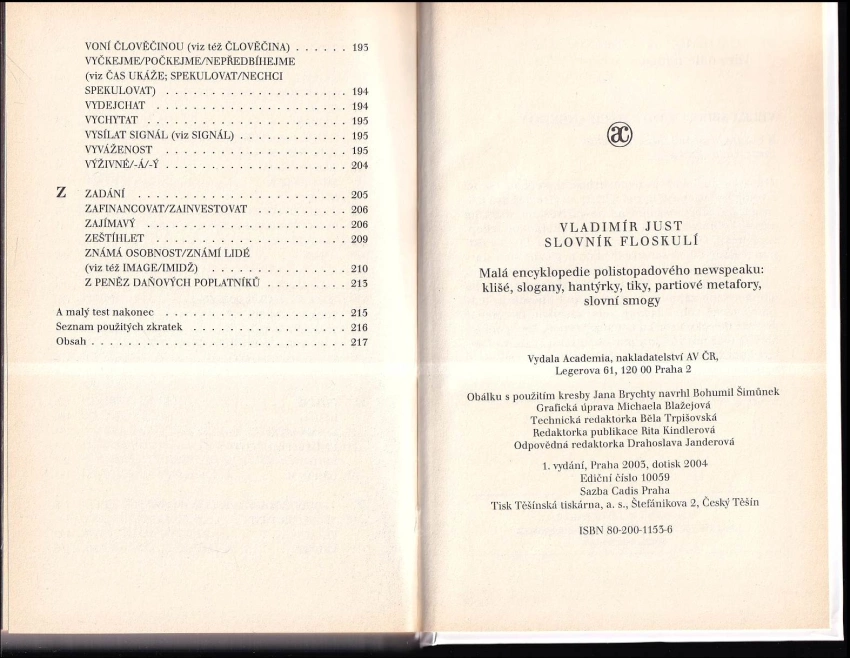 VONÍ ČLOVĚČINOU (viz též ČLOVĚČINA) . . . . . . 193
VYČKEJME/POČKEJME/NEPŘEDBÍHEJME
(viz ČAS UKÁŽE; SPEKULOVAT/NECHCI
SPEKULOVAT) . . . . . . . . . . . . . . . . . . . . 194
VYDEJCHAT . . . . . . . . . . . . . . . . . . . . . 194
VYCHYTAT . . . . . . . . . . . . . . . . . . . . . 195
VYSÍLAT SIGNÁL (viz SIGNÁL) . . . . . . . . . . . . 195
VYVÁŽENOST . . . . . . . . . . . . . . . . . . . . 195
VÝŽIVNÉ/-Á/-Ý . . . . . . . . . . . . . . . . . . . 204
Z ZADÁNÍ . . . . . . . . . . . . . . . . . . . . . . 205
ZAFINANCOVAT/ZAINVESTOVAT . . . . . . . . . . 206
ZAJÍMAVÝ . . . . . . . . . . . . . . . . . . . . . 206
ZEŠTÍHLET . . . . . . . . . . . . . . . . . . . . . 209
ZNÁMÁ OSOBNOST/ZNÁMÍ LIDÉ
(viz též IMAGE/IMIDŽ) . . . . . . . . . . . . . . . 210
Z PENĚZ DAŇOVÝCH POPLATNÍKŮ . . . . . . . . . 213
A malý test nakonec . . . . . . . . . . . . . . . . . . . 215
Seznam použitých zkratek . . . . . . . . . . . . . . . . 216
Obsah . . . . . . . . . . . . . . . . . . . . . . . . . . 217
æ
VLADIMÍR JUST
SLOVNÍK FLOSKULÍ
Malá encyklopedie polistopadového newspeaku:
klišé, slogany, hantýrky, tiky, partiové metafory,
slovní smogy
Vydala Academia, nakladatelství AV ČR,
Legerova 61, 120 00 Praha 2
Obálku s použitím kresby Jana Brychty navrhl Bohumil Šimůnek
Grafická úprava Michaela Blažejová
Technická redaktorka Běla Trpišovská
Redaktorka publikace Rita Kindlerová
Odpovědná redaktorka Drahoslava Janderová
1. vydání, Praha 2003, dotisk 2004
Ediční číslo 10059
Sazba Cadis Praha
Tisk Těšínská tiskárna, a. s., Štefánikova 2, Český Těšín
ISBN 80-200-1153-6